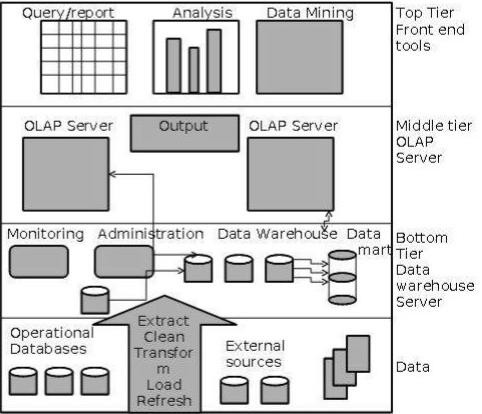 Query/report
Analysis
Data Mining
Top Tier
Front end
tools
OLAP Server
Output
OLAP Server
Middle tier
OLAP
Server
Monitoring
Administration
Data Warehouse
Data
mart
Bottom
Tier
Data
warehouse
Server
Operational
Databases
Extract
Clean
Transfor
m
Load
Refresh
External
sources
Data